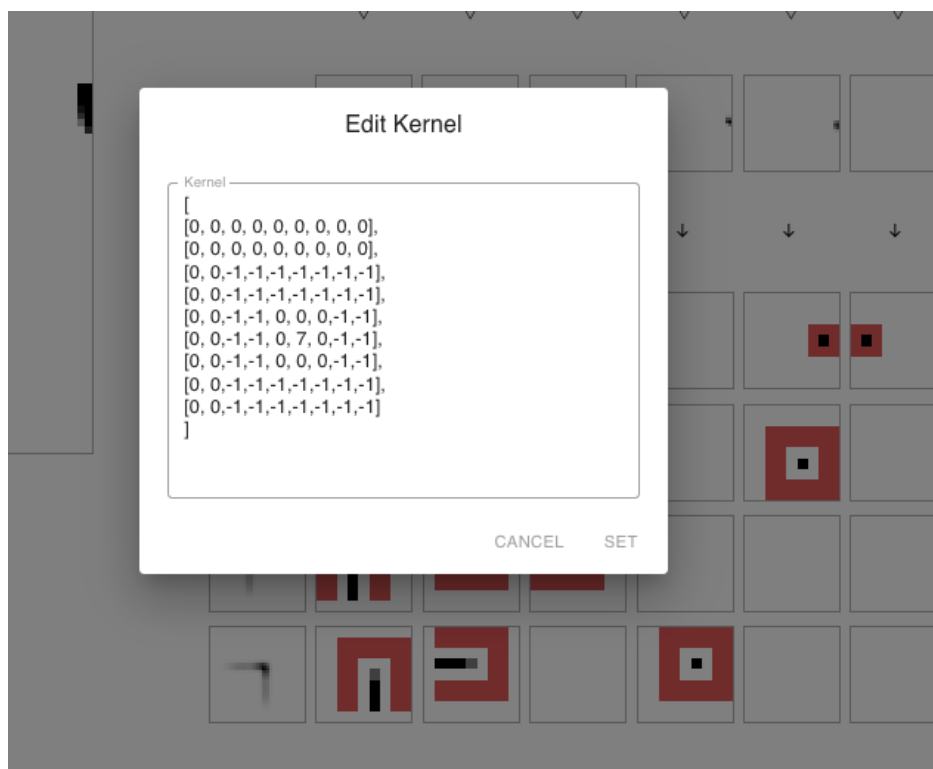 Edit Kernel
Kernel
[
[0, 0, 0, 0, 0, 0, 0, 0, 0],
[0, 0, 0, 0, 0, 0, 0, 0, 0],
[0, 0,-1,-1,-1,-1,-1,-1,-1],
[0, 0,-1,-1,-1,-1,-1,-1,-1],
[0, 0,-1,-1, 0, 0, 0,-1,-1],
[0, 0,-1,-1, 0, 7, 0,-1,-1],
[0, 0,-1,-1, 0, 0, 0,-1,-1],
[0, 0,-1,-1,-1,-1,-1,-1,-1],
[0, 0,-1,-1,-1,-1,-1,-1,-1]
]
CANCEL SET